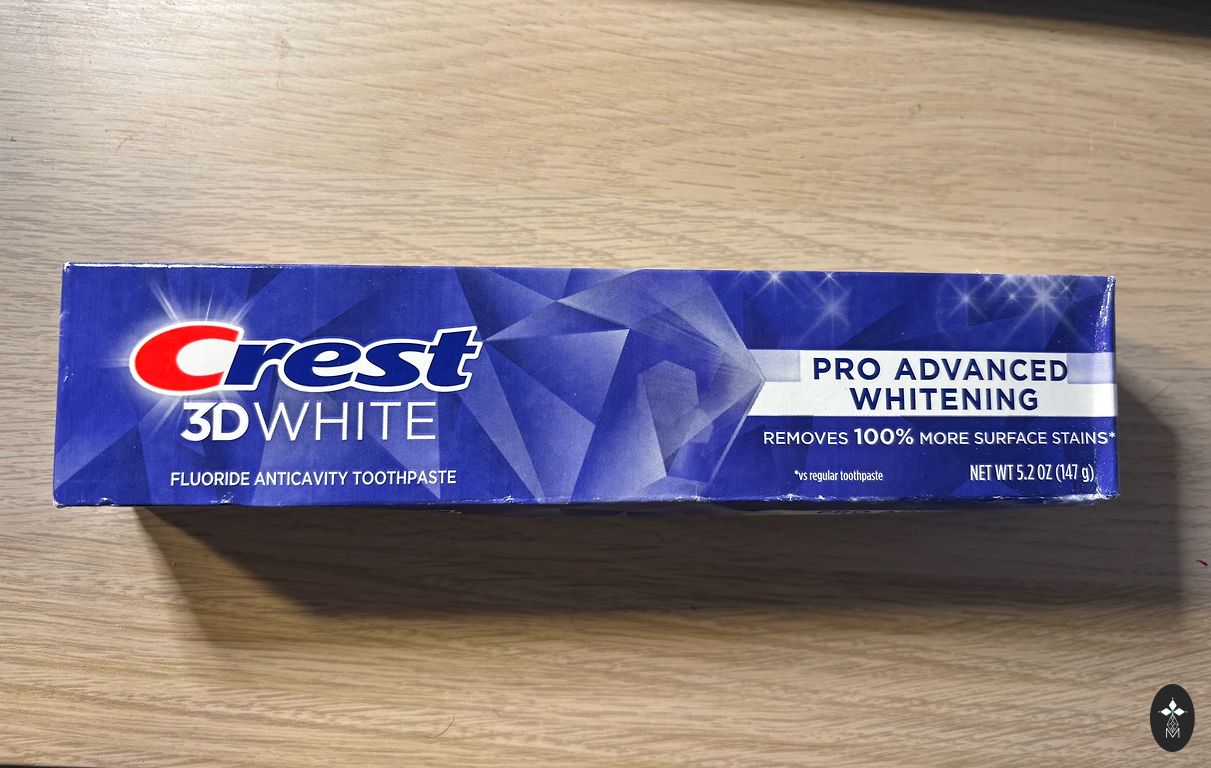 Crest
3DWHITE
FLUORIDE ANTICAVITY TOOTHPASTE
PRO ADVANCED
WHITENING
REMOVES 100% MORE SURFACE STAINS*
*vs regular toothpaste
NET WT 5.2 OZ (147 g)